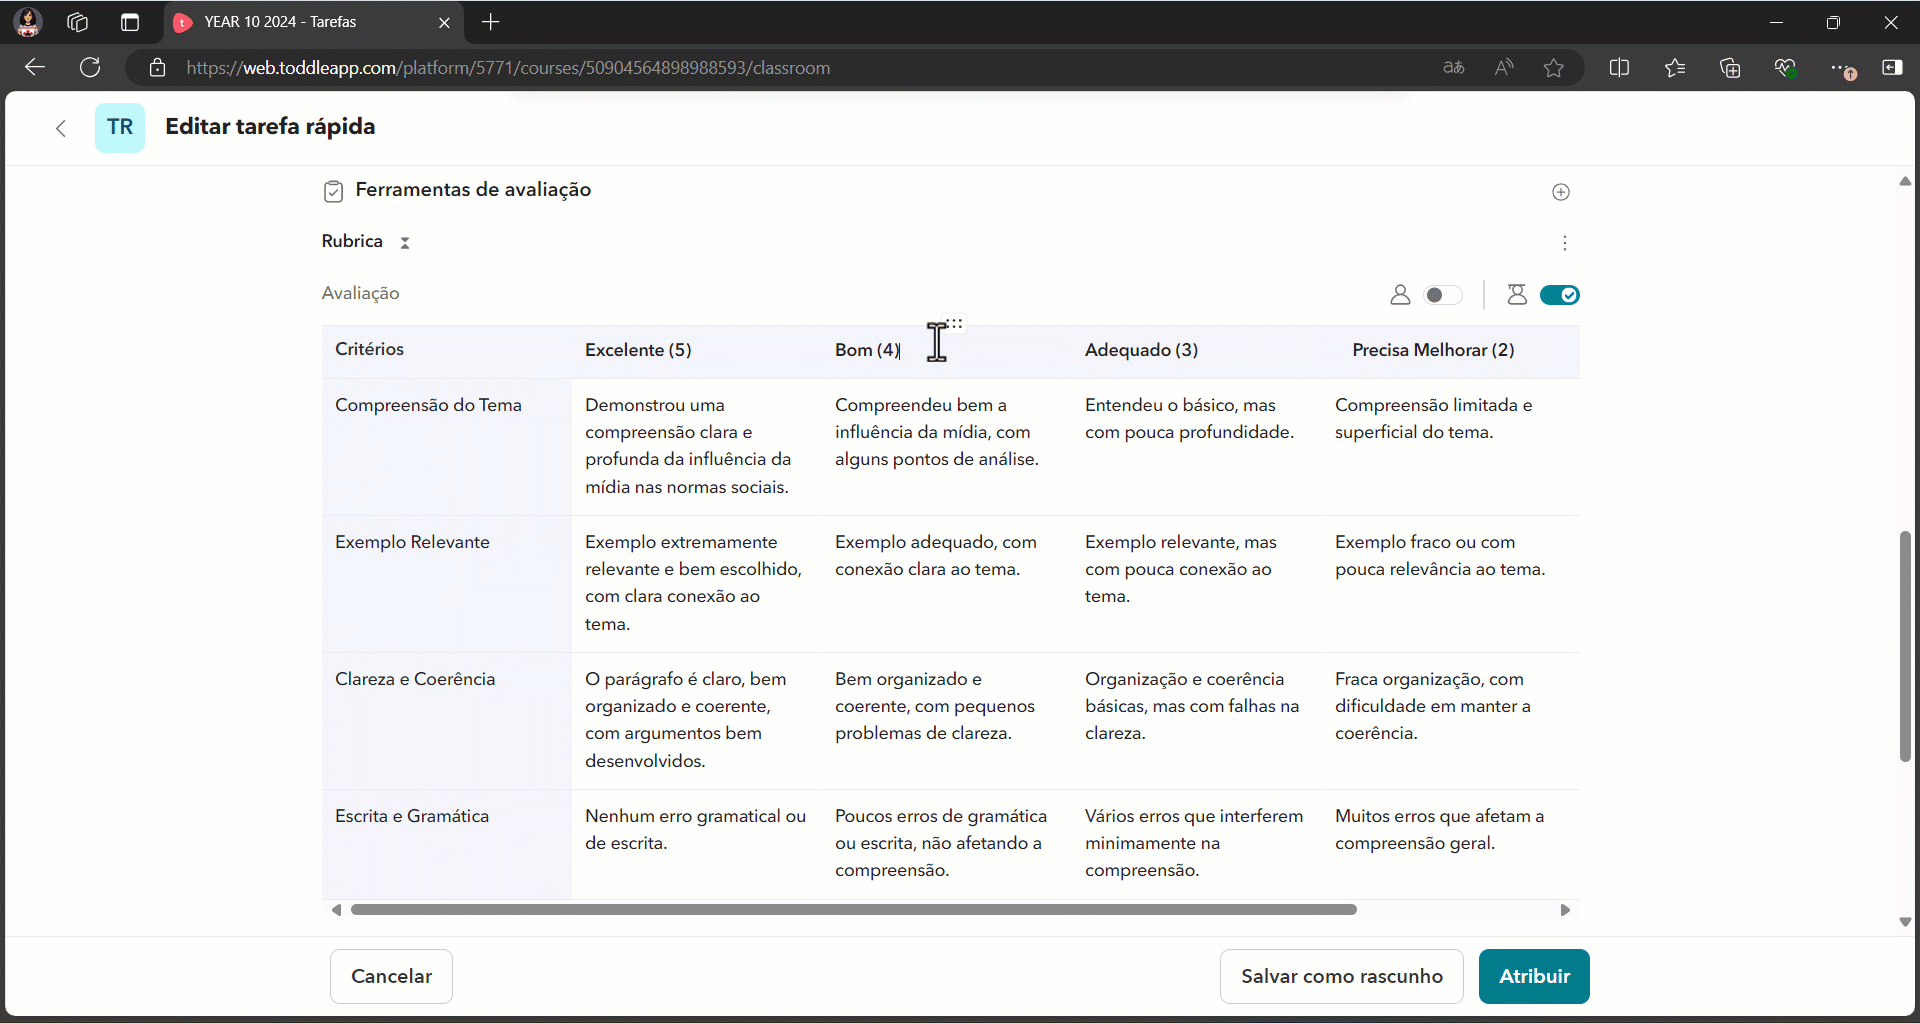 YEAR 10 2024 - Tarefas
https://web.toddleapp.com/platform/5771/courses/50904564898988593/classroom
TR
Editar tarefa rápida
Ferramentas de avaliação
Rubrica
Avaliação
Critérios
Excelente (5)
Bom (4)
Adequado (3)
Precisa Melhorar (2)
Compreensão do Tema
Demonstrou uma
compreensão clara e
profunda da influência da
mídia nas normas sociais.
Compreendeu bem a
influência da mídia, com
alguns pontos de análise.
Entendeu o básico, mas
com pouca profundidade.
Compreensão limitada e
superficial do tema.
Exemplo Relevante
Exemplo extremamente
relevante e bem escolhido,
com clara conexão ao
tema.
Exemplo adequado, com
conexão clara ao tema.
Exemplo relevante, mas
com pouca conexão ao
tema.
Exemplo fraco ou com
pouca relevância ao tema.
Clareza e Coerência
O parágrafo é claro, bem
organizado e coerente,
com argumentos bem
desenvolvidos.
Bem organizado e
coerente, com pequenos
problemas de clareza.
Organização e coerência
básicas, mas com falhas na
clareza.
Fraca organização, com
dificuldade em manter a
coerência.
Escrita e Gramática
Nenhum erro gramatical ou
de escrita.
Poucos erros de gramática
ou escrita, não afetando a
compreensão.
Vários erros que interferem
minimamente na
compreensão.
Muitos erros que afetam a
compreensão geral.
Cancelar
Salvar como rascunho
Atribuir